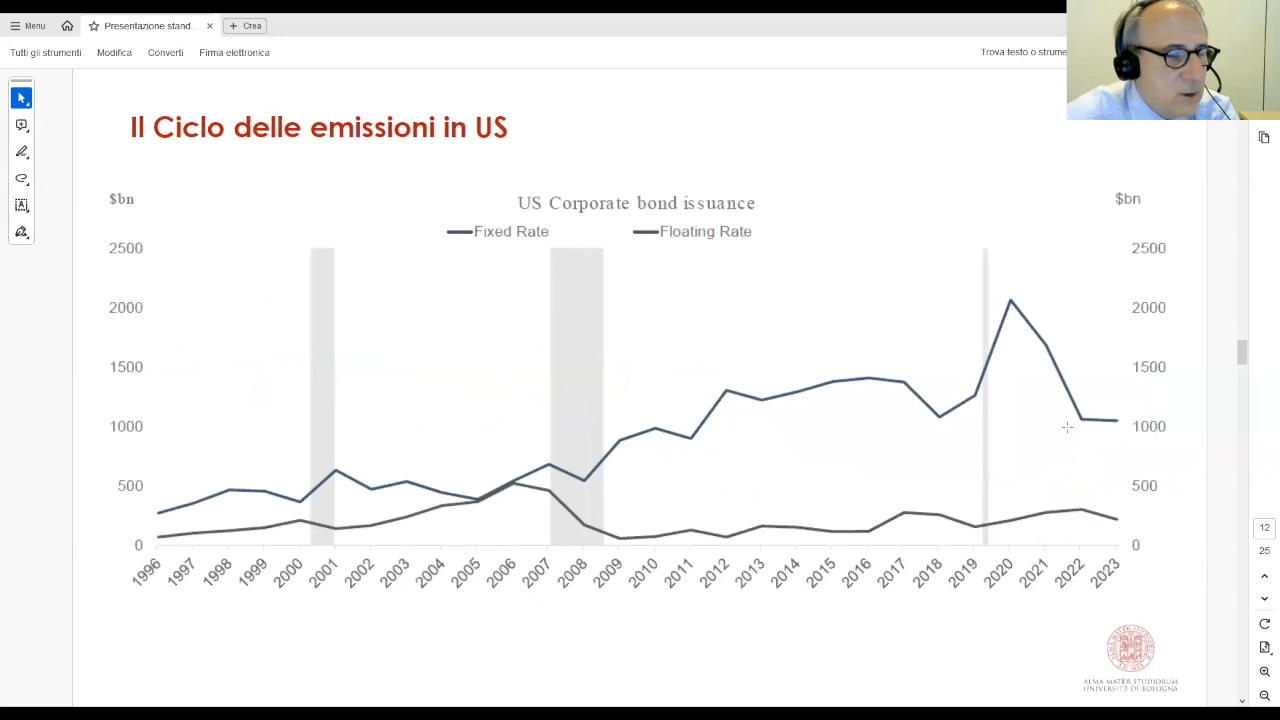 Menu
Presentazione stand...
Crea
Tutti gli strumenti
Modifica
Converti
Firma elettronica
Trova testo o strume
Il Ciclo delle emissioni in US
$bn
US Corporate bond issuance
$bn
Fixed Rate
Floating Rate
2500
2500
2000
2000
1500
1500
1000
1000
500
500
0
0
1996
1997
1998
1999
2000
2001
2002
2003
2004
2005
2006
2007
2008
2009
2010
2011
2012
2013
2014
2015
2016
2017
2018
2019
2020
2021
2022
2023
12
25
ALMA MATER STUDIORUM
UNIVERSITÀ DI BOLOGNA